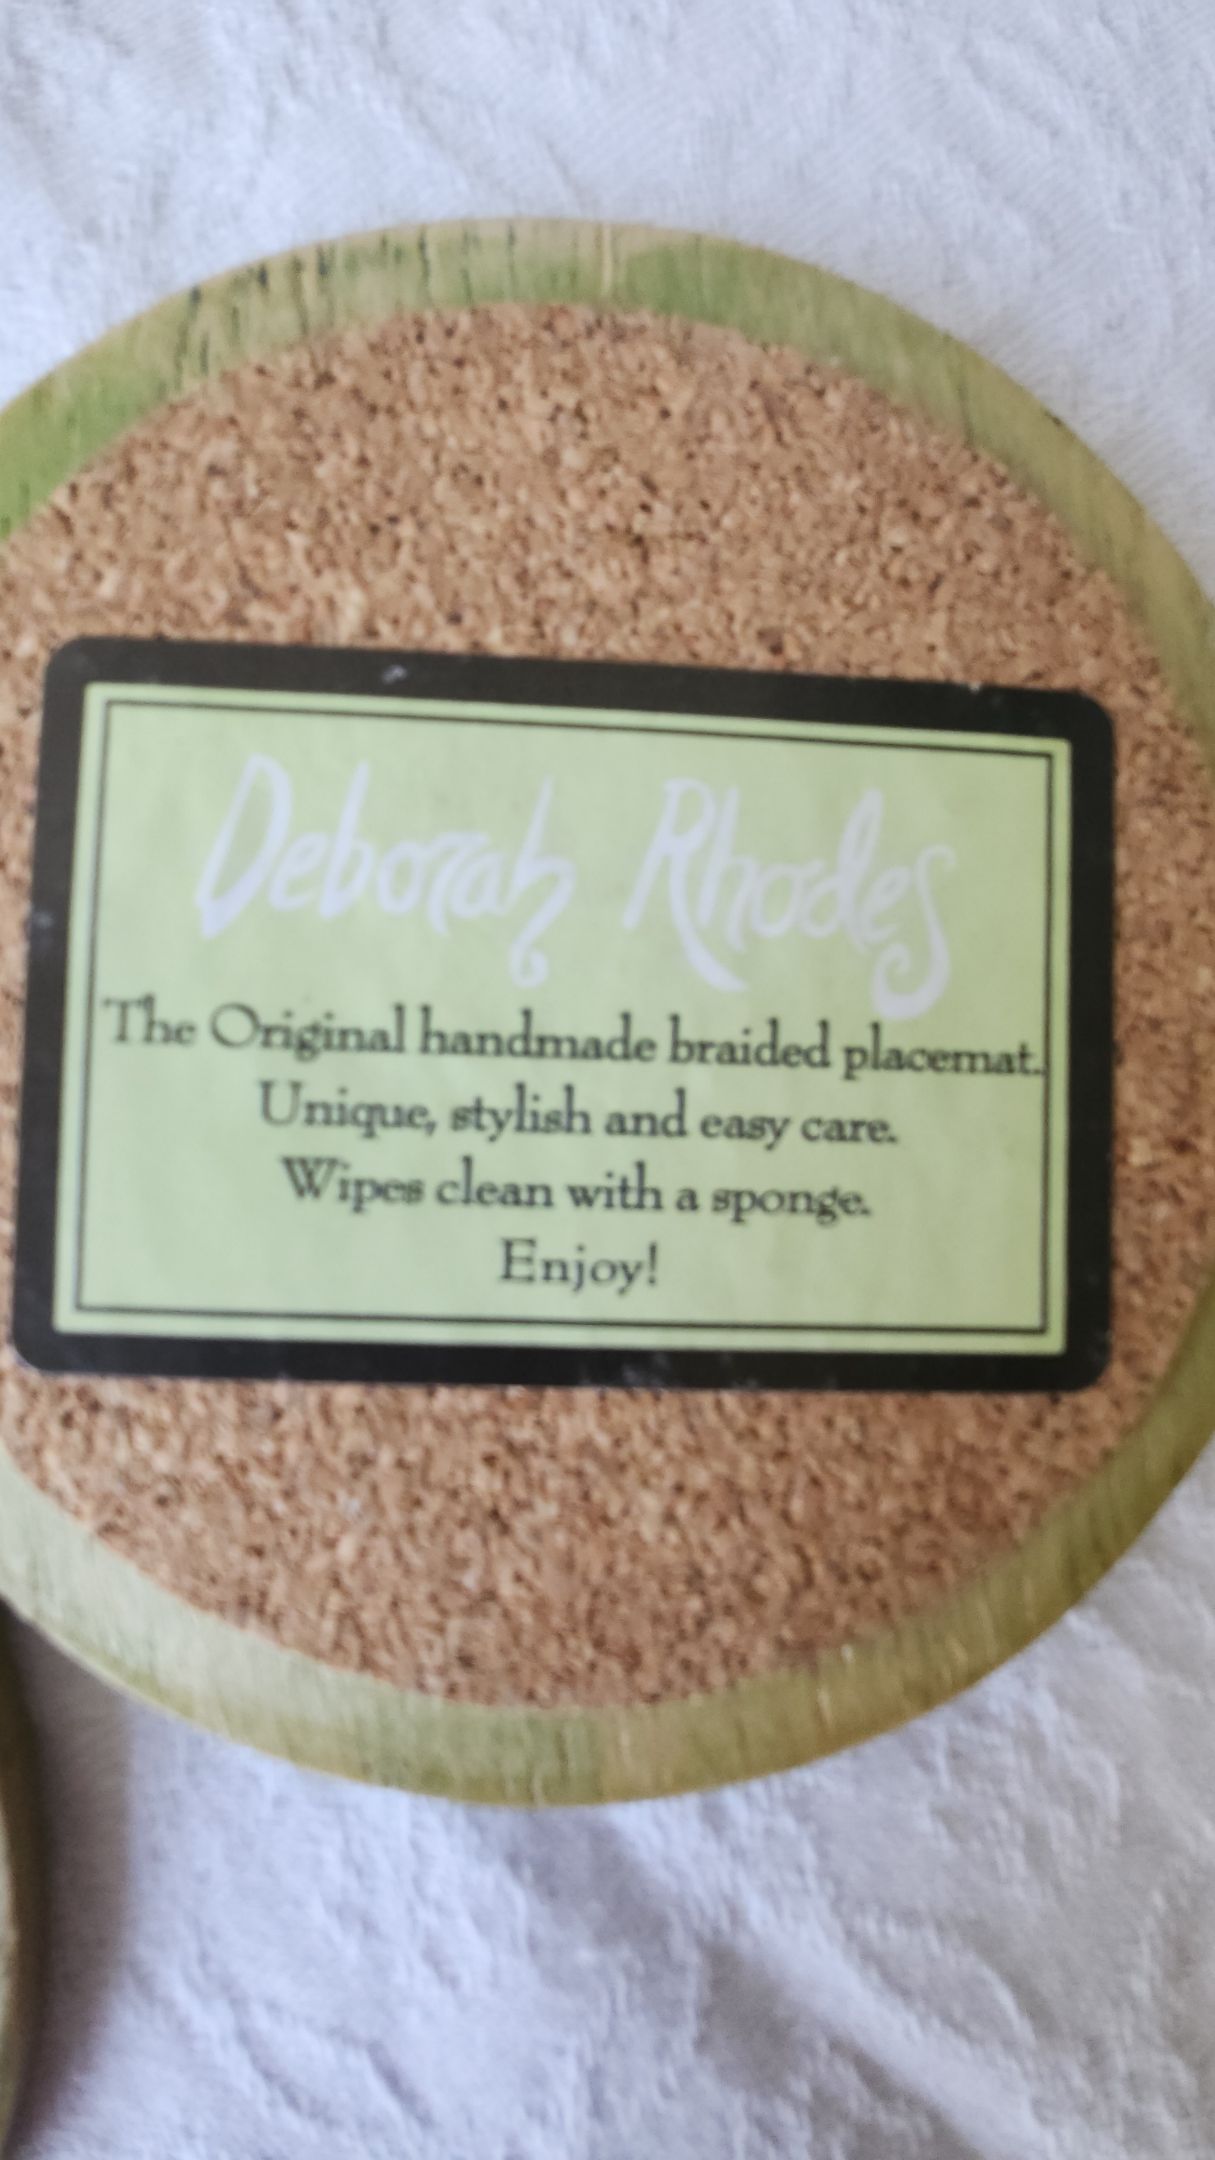 Deborah Rhodes
The Original handmade braided placemat.
Unique, stylish and easy care.
Wipes clean with a sponge.
Enjoy!